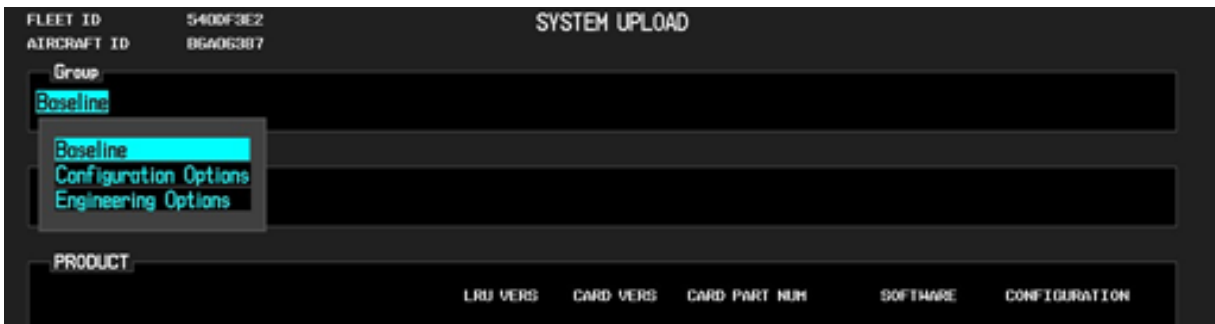 FLEET ID 540DF3E2 SYSTEM UPLOAD
AIRCRAFT ID B6A06387
Group
Baseline
Baseline
Configuration Options
Engineering Options
PRODUCT
LRU VERS CARD VERS CARD PART NUM SOFTWARE CONFIGURATION